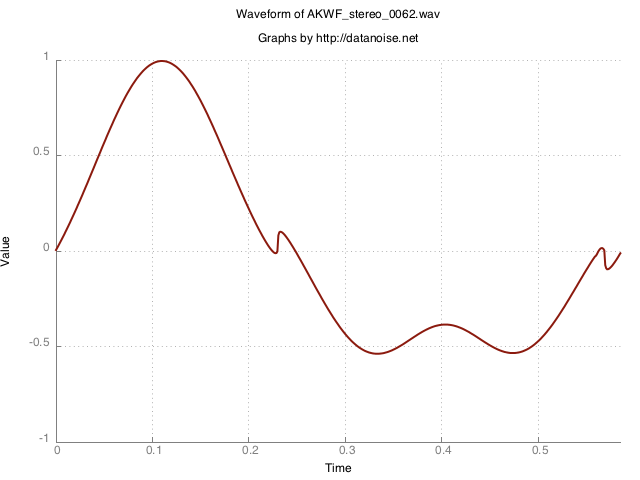 Waveform of AKWF_stereo_0062.wav
Graphs by http://datanoise.net
1
0.5
0
-0.5
-1
Value
0 0.1 0.2 0.3 0.4 0.5
Time